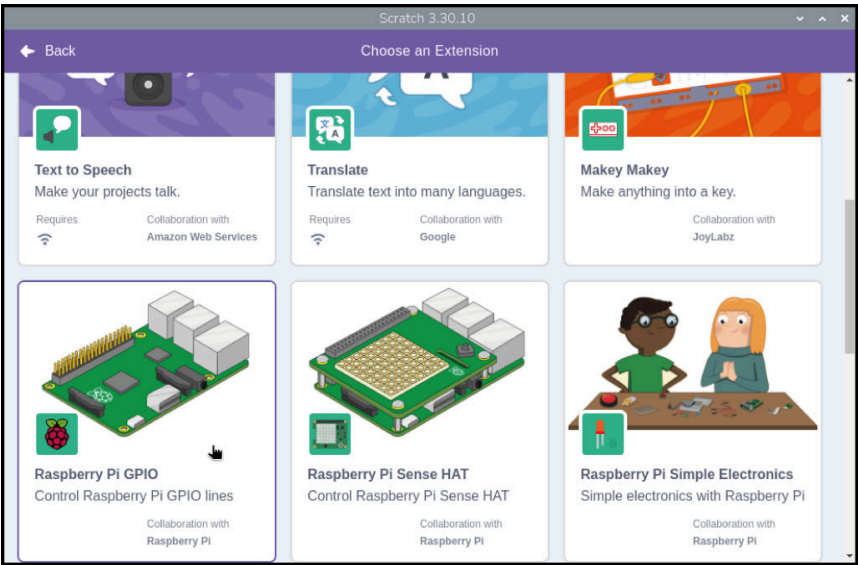 Scratch 3.30.10
Back
Choose an Extension
A
Text to Speech
Make your projects talk.
Requires
Collaboration with
Amazon Web Services
文 A
Translate
Translate text into many languages.
Requires
Collaboration with
Google
Makey Makey
Make anything into a key.
Collaboration with
JoyLabz
Raspberry Pi GPIO
Control Raspberry Pi GPIO lines
Collaboration with
Raspberry Pi
Raspberry Pi Sense HAT
Control Raspberry Pi Sense HAT
Collaboration with
Raspberry Pi
Raspberry Pi Simple Electronics
Simple electronics with Raspberry Pi
Collaboration with
Raspberry Pi